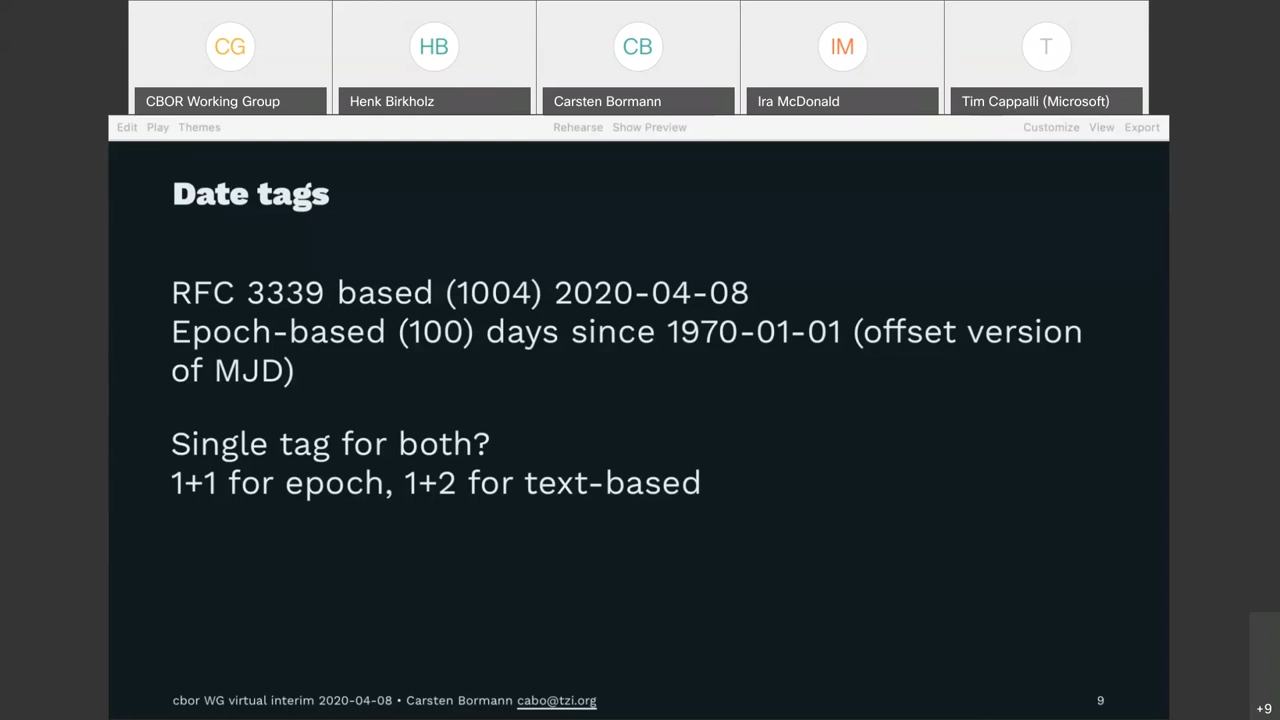 CG
HB
CB
IM
T
CBOR Working Group
Henk Birkholz
Carsten Bormann
Ira McDonald
Tim Cappalli (Microsoft)
Edit Play Themes
Rehearse Show Preview
Customize View Export
Date tags
RFC 3339 based (1004) 2020-04-08
Epoch-based (100) days since 1970-01-01 (offset version
of MJD)
Single tag for both?
1+1 for epoch, 1+2 for text-based
cbor WG virtual interim 2020-04-08 • Carsten Bormann cabo@tzi.org
9
+9